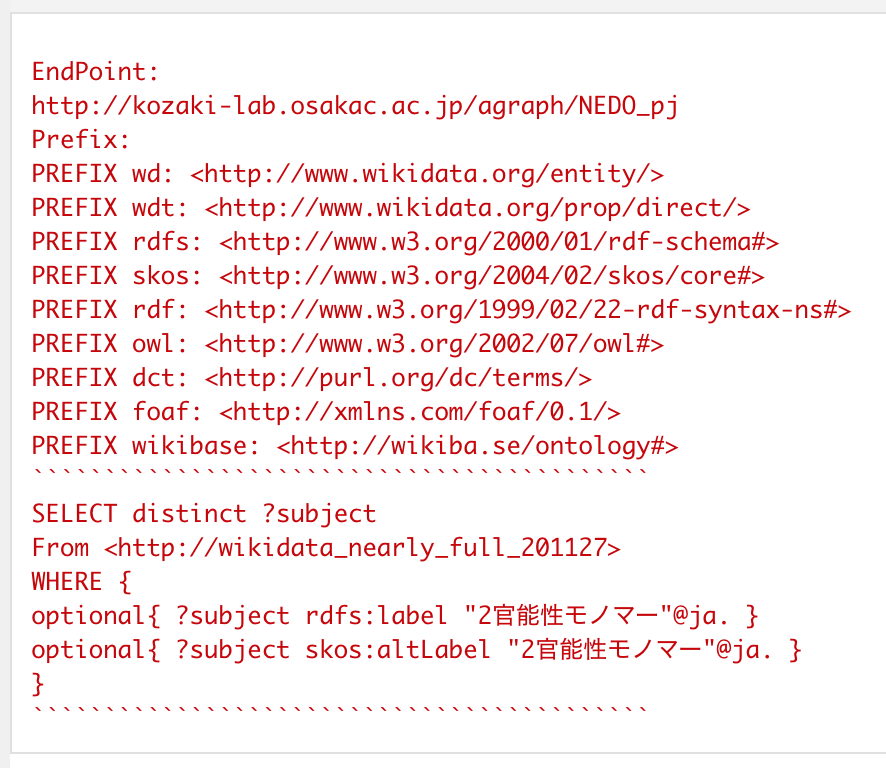 EndPoint:
http://kozaki-lab.osakac.ac.jp/agraph/NEDO_pj
Prefix:
PREFIX wd: <http://www.wikidata.org/entity/>
PREFIX wdt: <http://www.wikidata.org/prop/direct/>
PREFIX rdfs: <http://www.w3.org/2000/01/rdf-schema#>
PREFIX skos: <http://www.w3.org/2004/02/skos/core#>
PREFIX rdf: <http://www.w3.org/1999/02/22-rdf-syntax-ns#>
PREFIX owl: <http://www.w3.org/2002/07/owl#>
PREFIX dct: <http://purl.org/dc/terms/>
PREFIX foaf: <http://xmlns.com/foaf/0.1/>
PREFIX wikibase: <http://wikiba.se/ontology#>
```````````````````````````````````````````
SELECT distinct ?subject
From <http://wikidata_nearly_full_201127>
WHERE {
optional{ ?subject rdfs:label "2官能性モノマー"@ja. }
optional{ ?subject skos:altLabel "2官能性モノマー"@ja. }
}
```````````````````````````````````````````